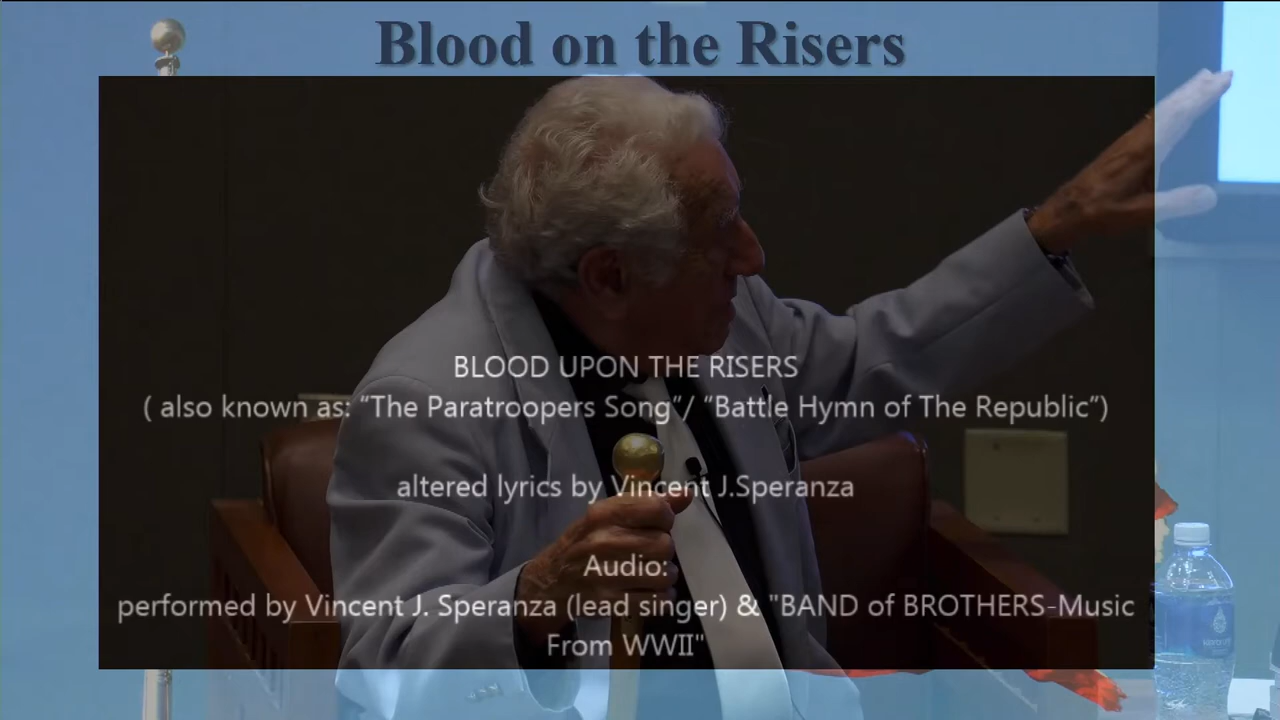 Blood on the Risers
BLOOD UPON THE RISERS
( also known as: “The Paratroopers Song”/ “Battle Hymn of The Republic”)
altered lyrics by Vincent J.Speranza
Audio:
performed by Vincent J. Speranza (lead singer) & "BAND of BROTHERS-Music
From WWII"